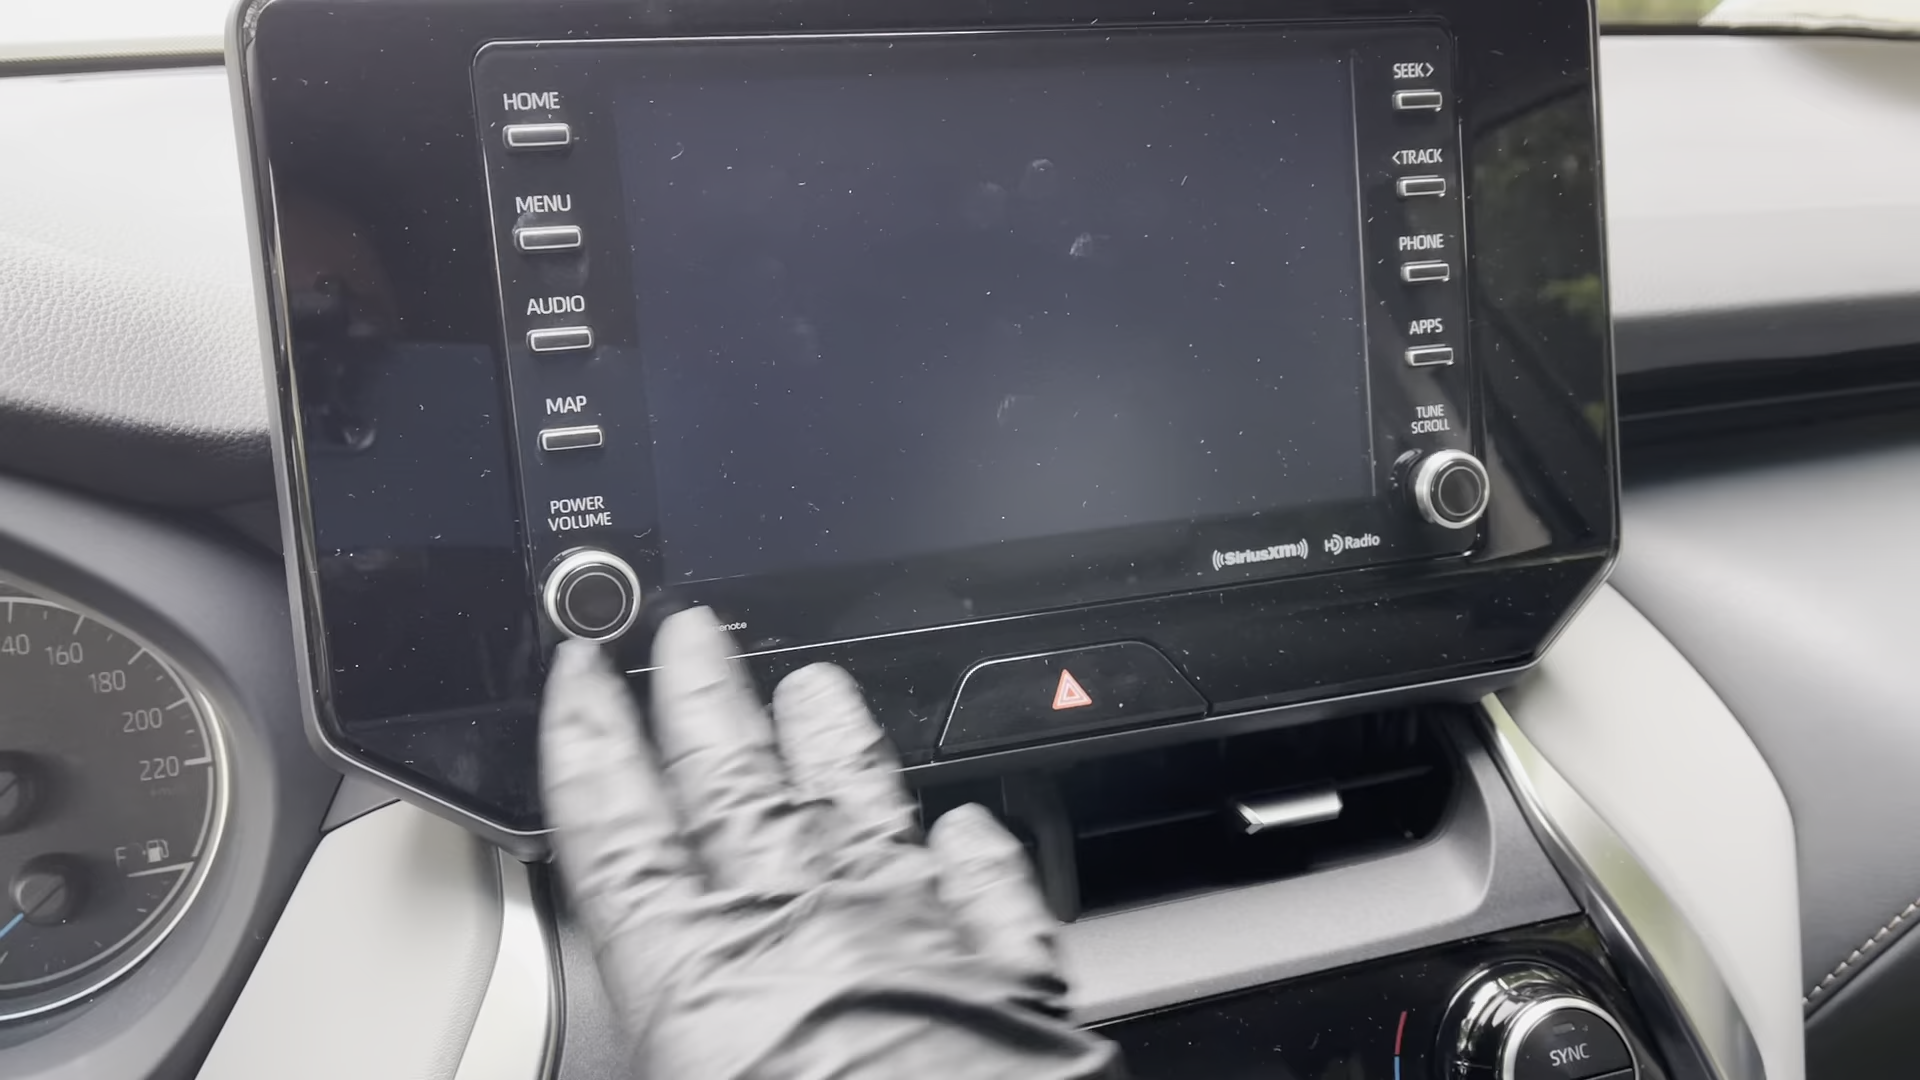 HOME
MENU
AUDIO
MAP
POWER
VOLUME
SEEK>
<TRACK
PHONE
APPS
TUNE
SCROLL
SiriusXM
HD Radio
160
180
200
220
F
SYNC